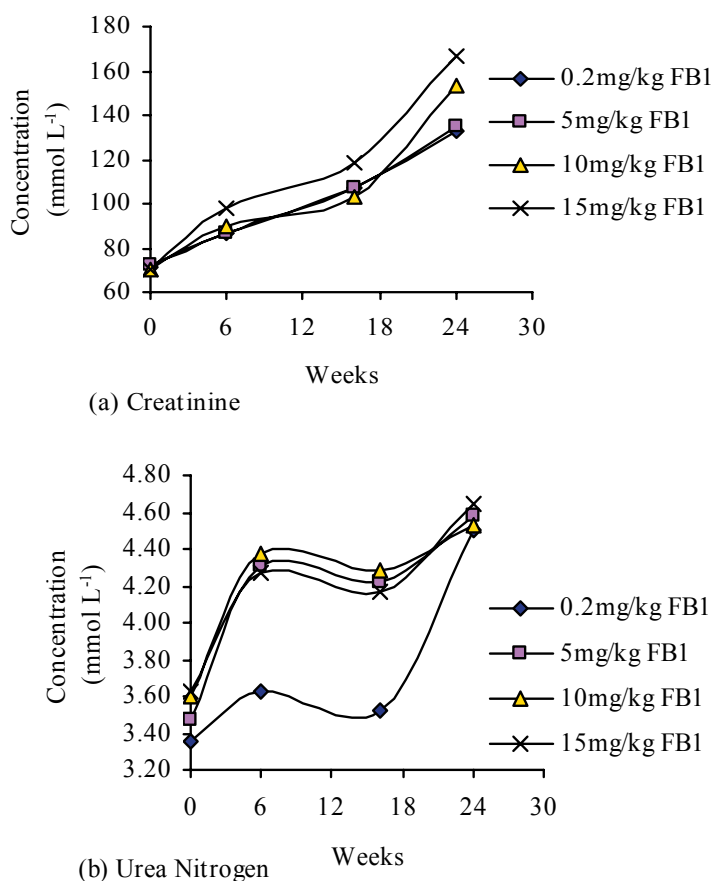 180
160
140
120
100
80
60
Concentration
(mmol L-1)
0.2mg/kg FB1
5mg/kg FB1
10mg/kg FB1
15mg/kg FB1
0 6 12 18 24 30
Weeks
(a) Creatinine
4.80
4.60
4.40
4.20
4.00
3.80
3.60
3.40
3.20
Concentration
(mmol L-1)
0.2mg/kg FB1
5mg/kg FB1
10mg/kg FB1
15mg/kg FB1
0 6 12 18 24 30
Weeks
(b) Urea Nitrogen